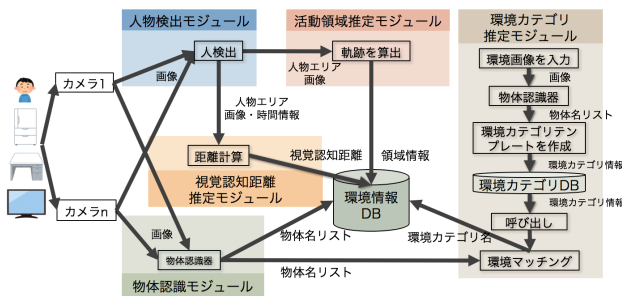 人物検出モジュール
活動領域推定モジュール
環境カテゴリ
推定モジュール
カメラ1
カメラn
画像
人検出
人物エリア
画像
軌跡を算出
人物エリア
画像・時間情報
距離計算
視覚認知距離
視覚認知距離
推定モジュール
領域情報
環境情報
DB
画像
物体認識器
物体認識モジュール
物体名リスト
物体名リスト
環境カテゴリ名
環境画像を入力
画像
物体認識器
物体名リスト
環境カテゴリテン
プレートを作成
環境カテゴリ情報
環境カテゴリDB
環境カテゴリ情報
呼び出し
環境マッチング